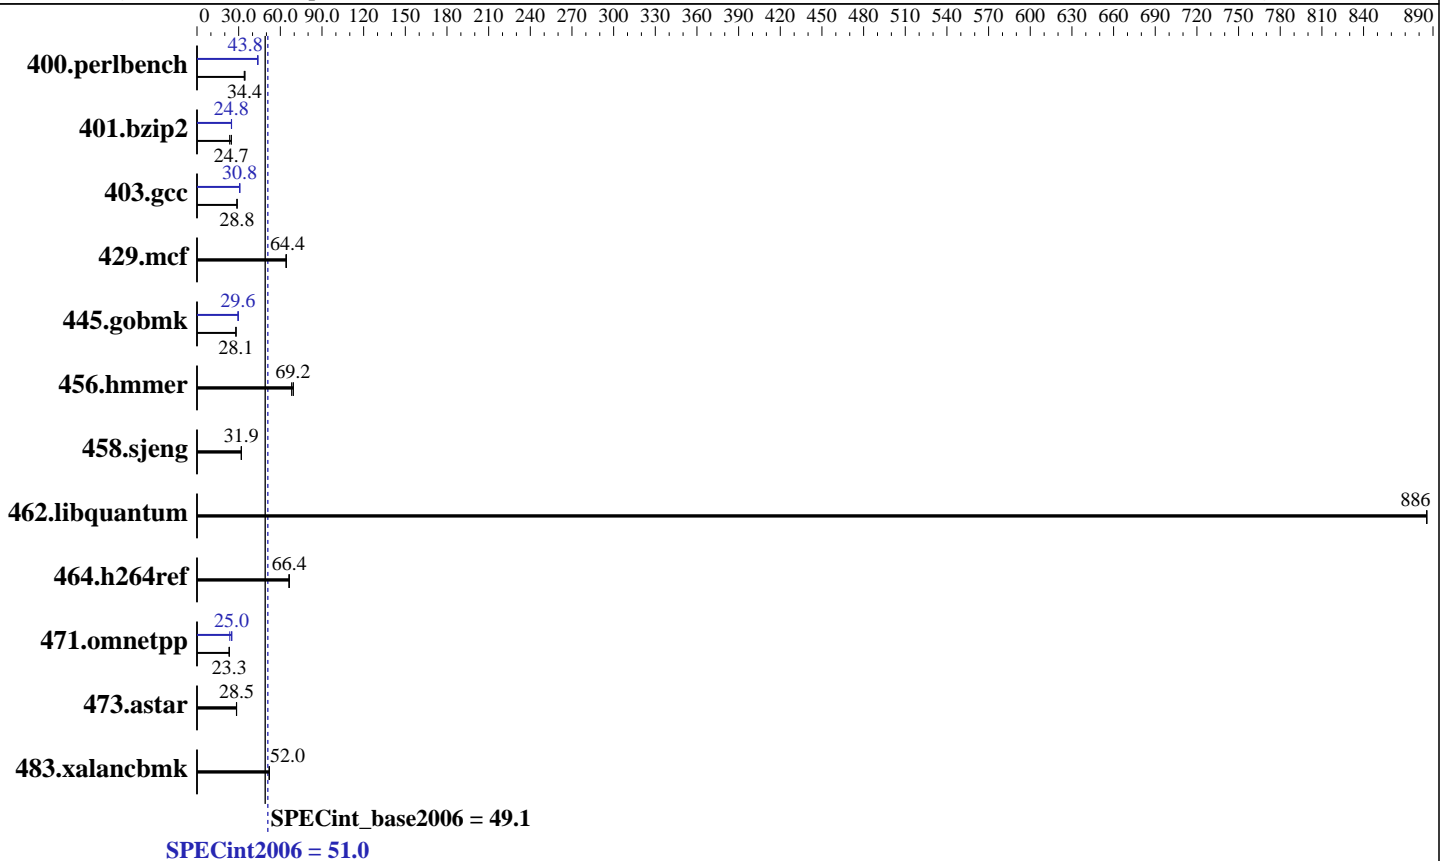 0 30.0 60.0 90.0 120 150 180 210 240 270 300 330 360 390 420 450 480 510 540 570 600 630 660 690 720 750 780 810 840 890
43.8
400.perlbench
34.4
24.8
401.bzip2
24.7
30.8
403.gcc
28.8
64.4
429.mcf
29.6
445.gobmk
28.1
69.2
456.hmmer
31.9
458.sjeng
886
462.libquantum
66.4
464.h264ref
25.0
471.omnetpp
23.3
28.5
473.astar
52.0
483.xalancbmk
SPECint_base2006 = 49.1
SPECint2006 = 51.0